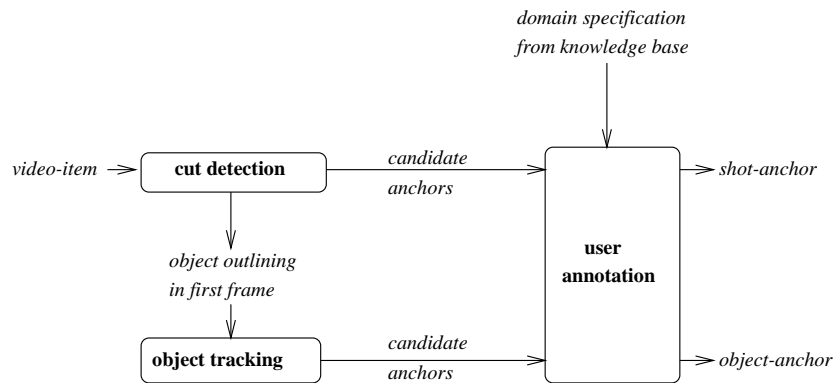 domain specification
from knowledge base
video-item
cut detection
candidate
anchors
shot-anchor
object outlining
in first frame
user
annotation
object tracking
candidate
anchors
object-anchor